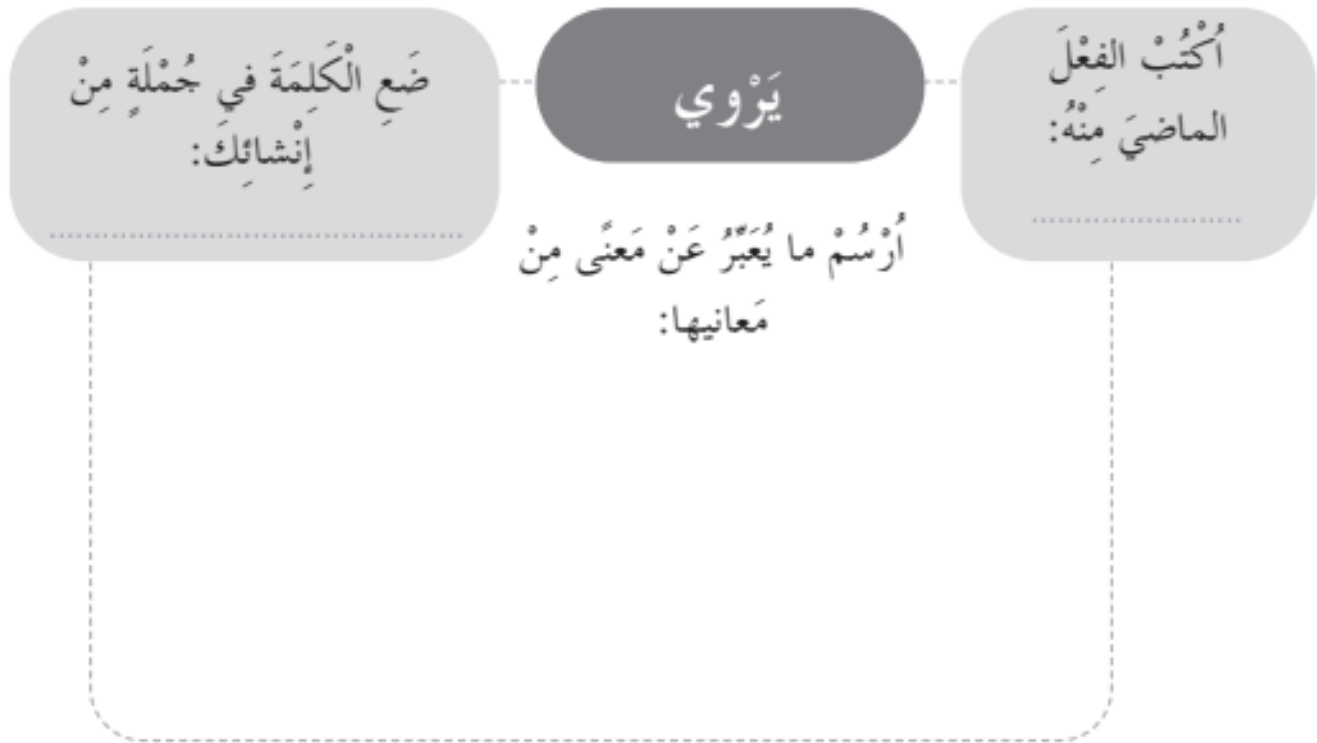 اُكْتُبْ الفِعْلَ
الماضيَ مِنْهُ:
يَرْوي
ضَعِ الْكَلِمَةَ في جُمْلَةٍ مِنْ
إِنْشائِكَ:
اُرْسُمْ ما يُعَبِّرُ عَنْ مَعنًى مِنْ
مَعانيها: